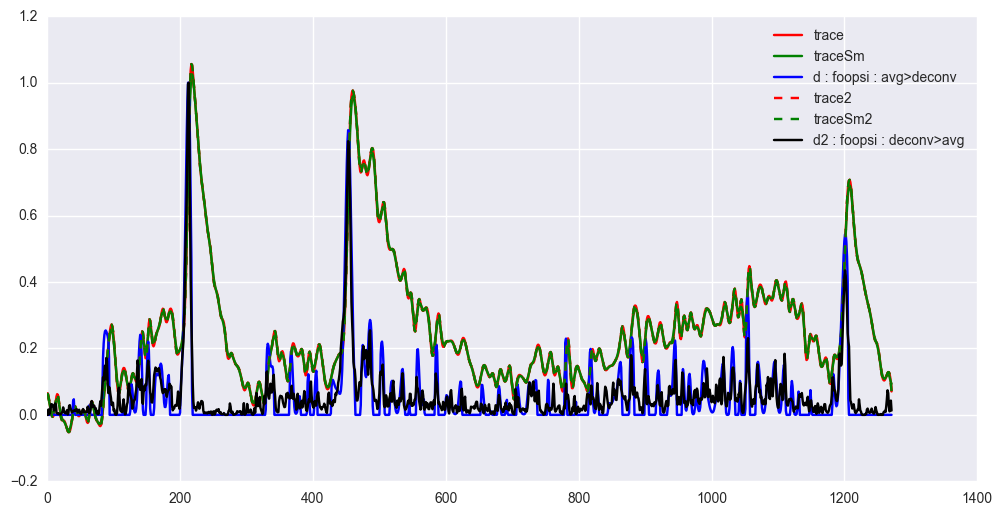 1.2
1.0
0.8
0.6
0.4
0.2
0.0
−0.2
0 200 400 600 800 1000 1200 1400
trace
traceSm
d : foopsi : avg>deconv
trace2
traceSm2
d2 : foopsi : deconv>avg